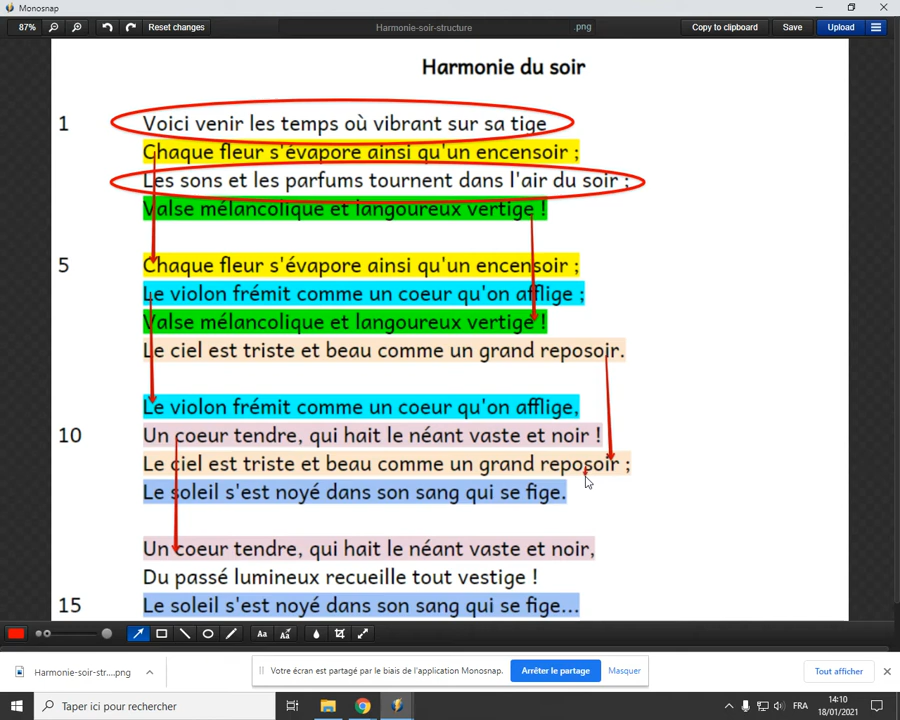 Monosnap
87%
Reset changes
Harmonie-soir-structure
.png
Copy to clipboard
Save
Upload
Harmonie du soir
1
Voici venir les temps où vibrant sur sa tige
Chaque fleur s'évapore ainsi qu'un encensoir ;
Les sons et les parfums tournent dans l'air du soir ;
Valse mélancolique et langoureux vertige !
5
Chaque fleur s'évapore ainsi qu'un encensoir ;
Le violon frémit comme un coeur qu'on afflige ;
Valse mélancolique et langoureux vertige !
Le ciel est triste et beau comme un grand reposoir.
Le violon frémit comme un coeur qu'on afflige,
10
Un coeur tendre, qui hait le néant vaste et noir !
Le ciel est triste et beau comme un grand reposoir ;
Le soleil s'est noyé dans son sang qui se fige.
Un coeur tendre, qui hait le néant vaste et noir,
Du passé lumineux recueille tout vestige !
15
Le soleil s'est noyé dans son sang qui se fige...
Aa
Aa
Harmonie-soir-str....png
Votre écran est partagé par le biais de l'application Monosnap.
Arrêter le partage
Masquer
Tout afficher
Taper ici pour rechercher
FRA
14:10
18/01/2021